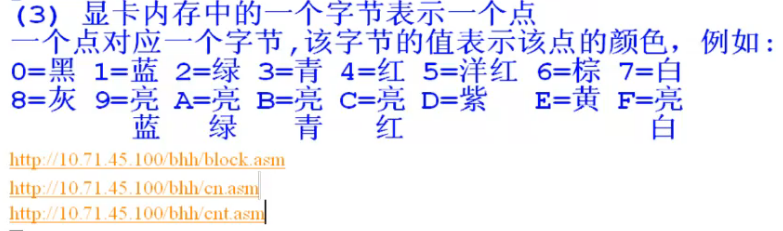 (3) 显卡内存中的一个字节表示一个点
一个点对应一个字节,该字节的值表示该点的颜色，例如:
0=黑 1=蓝 2=绿 3=青 4=红 5=洋红 6=棕 7=白
8=灰 9=亮 A=亮 B=亮 C=亮 D=紫 E=黄 F=亮
蓝 绿 青 红 白
http://10.71.45.100/bhh/block.asm
http://10.71.45.100/bhh/cn.asm
http://10.71.45.100/bhh/cnt.asm